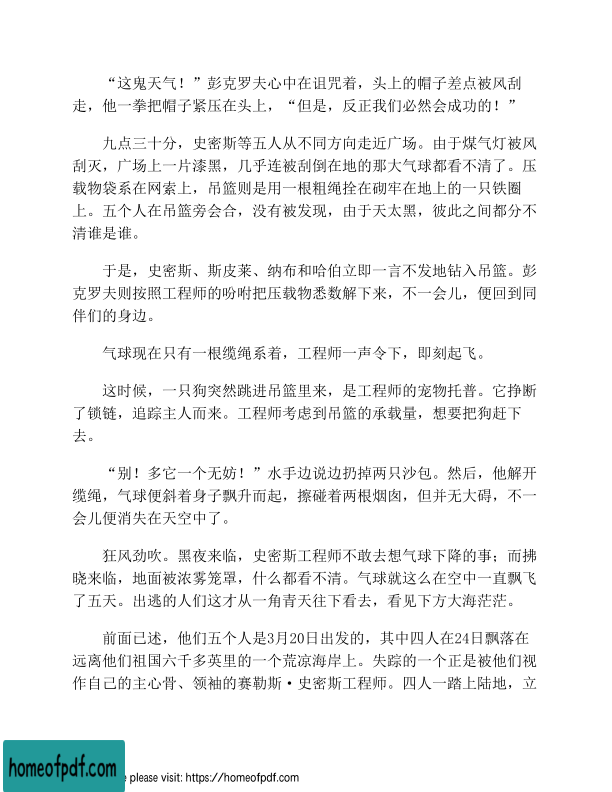 “这鬼天气！”彭克罗夫心中在诅咒着，头上的帽子差点被风刮
走，他一拳把帽子紧压在头上，“但是，反正我们必然会成功的！”
九点三十分，史密斯等五人从不同方向走近广场。由于煤气灯被风
刮灭，广场上一片漆黑，几乎连被刮倒在地的那大气球都看不清了。压
载物袋系在网索上，吊篮则是用一根粗绳拴在砌牢在地上的一只铁圈
上。五个人在吊篮旁会合，没有被发现，由于天太黑，彼此之间都分不
清谁是谁。
于是，史密斯、斯皮莱、纳布和哈伯立即一言不发地钻入吊篮。彭
克罗夫则按照工程师的吩咐把压载物悉数解下来，不一会儿，便回到同
伴们的身边。
气球现在只有一根缆绳系着，工程师一声令下，即刻起飞。
这时候，一只狗突然跳进吊篮里来，是工程师的宠物托普。它挣断
了锁链，追踪主人而来。工程师考虑到吊篮的承载量，想要把狗赶下
去。
“别！多它一个无妨！”水手边说边扔掉两只沙包。然后，他解开
缆绳，气球便斜着身子飘升而起，擦碰着两根烟囱，但并无大碍，不一
会儿便消失在天空中了。
狂风劲吹。黑夜来临，史密斯工程师不敢去想气球下降的事；而拂
晓来临，地面被浓雾笼罩，什么都看不清。气球就这么在空中一直飘飞
了五天。出逃的人们这才从一角青天往下看去，看见下方大海茫茫。
前面已述，他们五个人是3月20日出发的，其中四人在24日飘落在
远离他们祖国六千多英里的一个荒凉海岸上。失踪的一个正是被他们视
作自己的主心骨、领袖的赛勒斯·史密斯工程师。四人一踏上陆地，立
homeofpdf.com
e please visit: https://homeofpdf.com